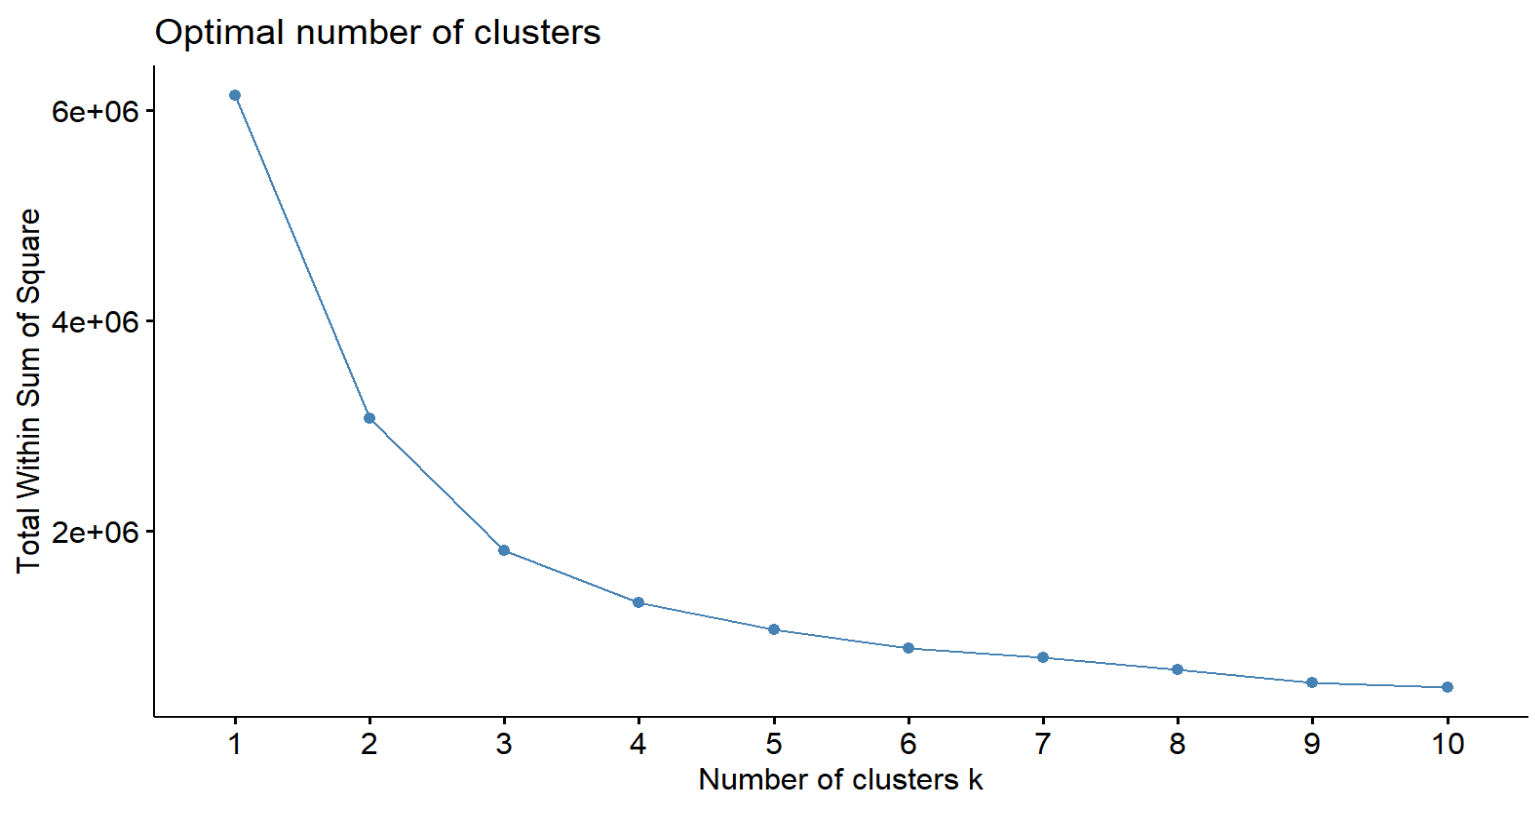 Optimal number of clusters
Total Within Sum of Square
6e+06
4e+06
2e+06
1 2 3 4 5 6 7 8 9 10
Number of clusters k